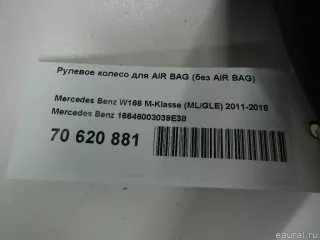 Рулевое колесо для AIR BAG (без AIR BAG)
Mercedes Benz W166 M-Klasse (ML/GLE) 2011-2018
Mercedes Benz 16646003039E38
70 620 881
eaural.ru